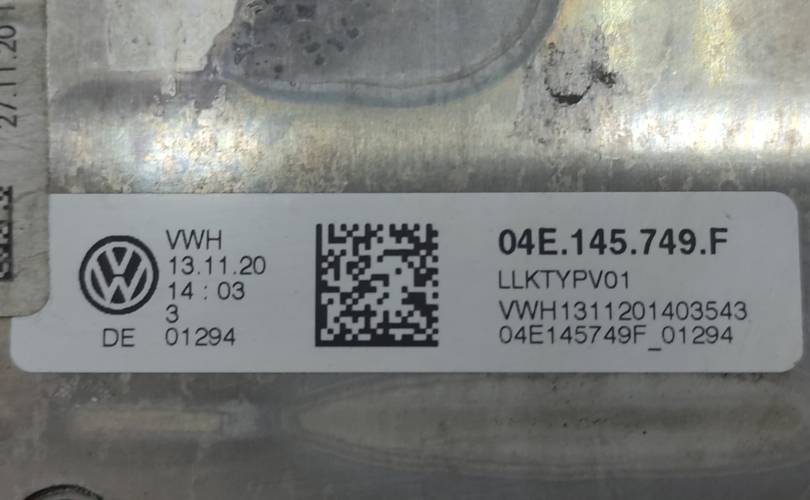 27.11.20
VWH
13.11.20
14 : 03
3
DE 01294
04E.145.749.F
LLKTYPV01
VWH1311201403543
04E145749F_01294